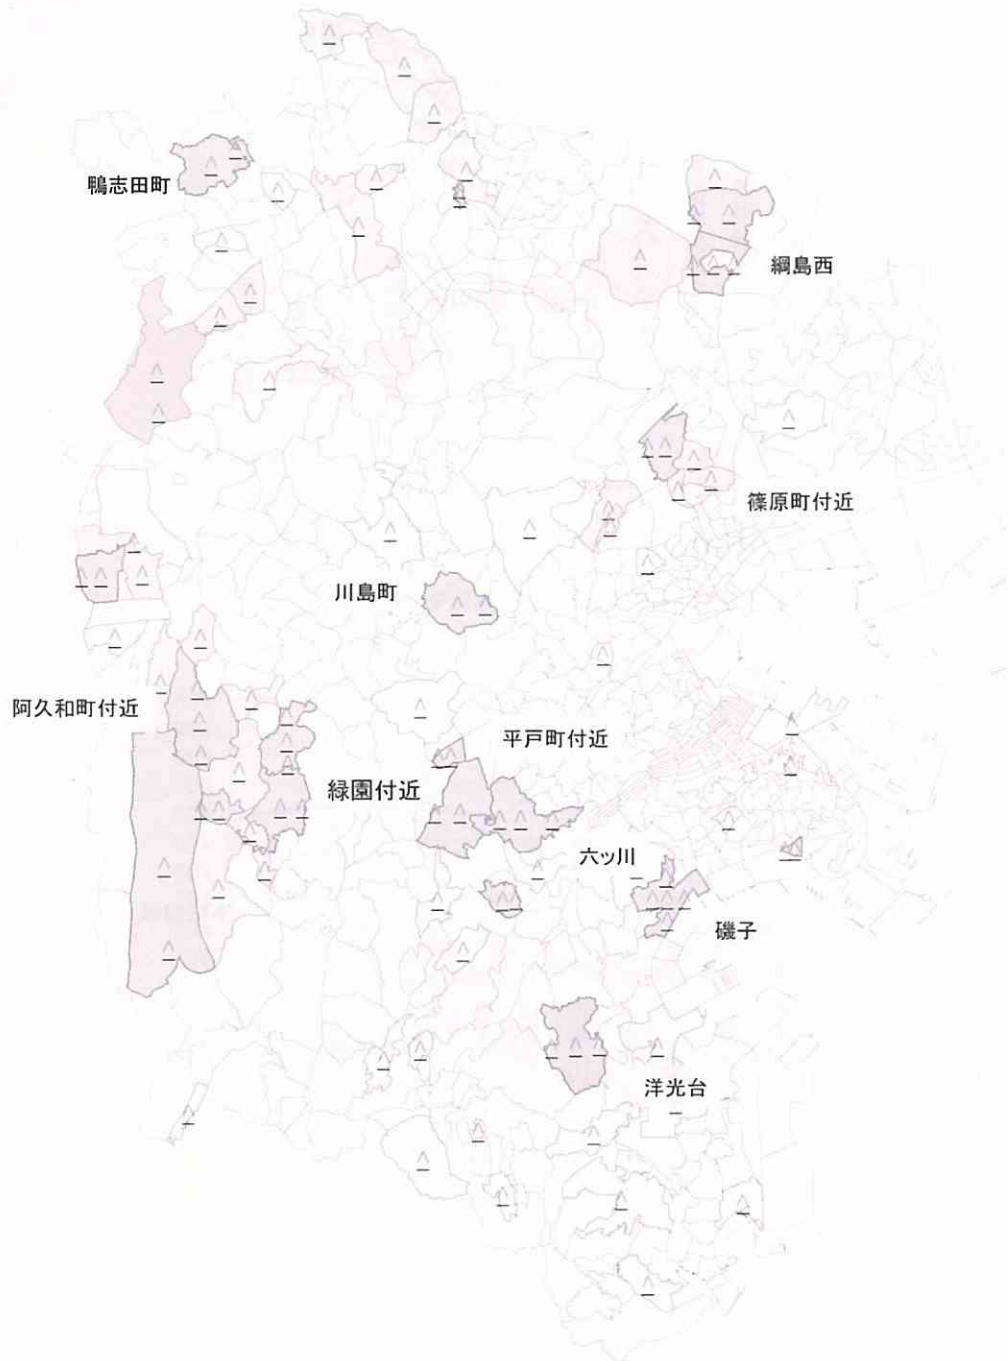 鴨志田町
綱島西
篠原町付近
川島町
阿久和町付近
平戸町付近
緑園付近
六ッ川
磯子
洋光台